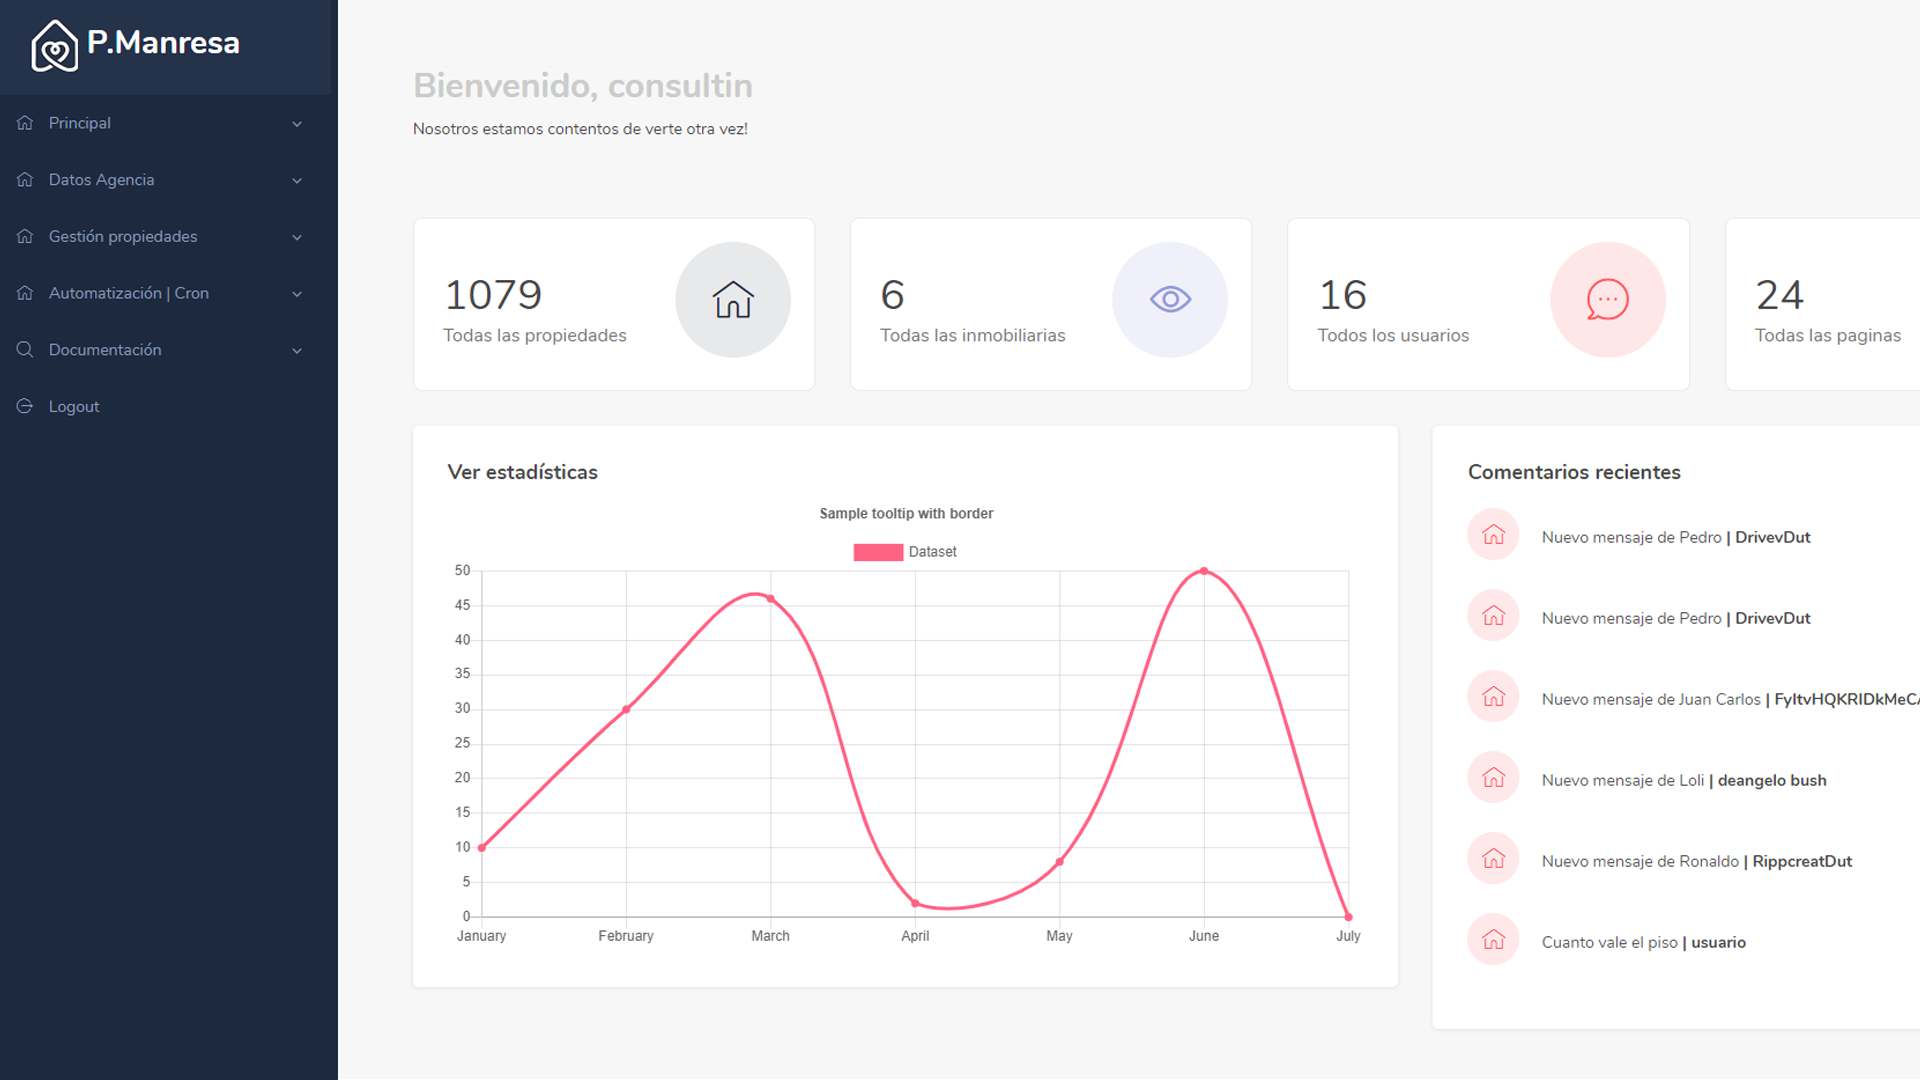 P.Manresa
Principal
Datos Agencia
Gestión propiedades
Automatización | Cron
Documentación
Logout
Bienvenido, consultin
Nosotros estamos contentos de verte otra vez!
1079
Todas las propiedades
6
Todas las inmobiliarias
16
Todos los usuarios
24
Todas las paginas
Ver estadísticas
Sample tooltip with border
Dataset
50
45
40
35
30
25
20
15
10
5
0
January February March April May June July
Comentarios recientes
Nuevo mensaje de Pedro | DrivevDut
Nuevo mensaje de Pedro | DrivevDut
Nuevo mensaje de Juan Carlos |
Nuevo mensaje de Loli | deangelo bush
Nuevo mensaje de Ronaldo | RippcreatDut
Cuanto vale el piso | usuario